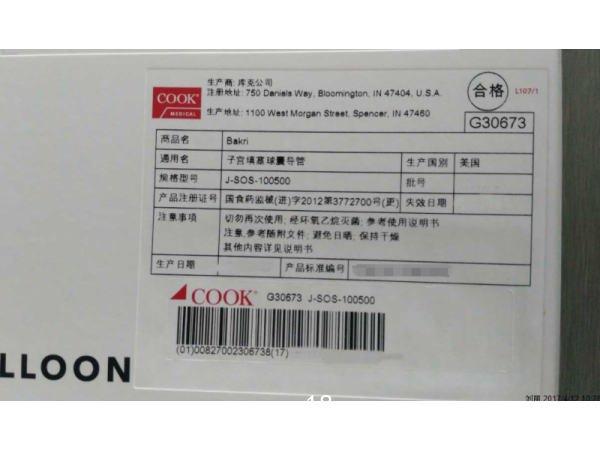 生产商: 库克公司
注册地址: 750 Daniels Way, Bloomington, IN 47404, U.S.A.
生产地址: 1100 West Morgan Street, Spencer, IN 47460
COOK®
MEDICAL
合格
L107/1
G30673
商品名 Bakri
通用名 子宫填塞球囊导管 生产国别 美国
规格型号 J-SOS-100500 批号
产品注册证号 国食药监械(进)字2012第3772700号(更) 失效日期
注意事项 切勿再次使用; 经环氧乙烷灭菌; 参考使用说明书
注意.参考随附文件; 避免日晒; 保持干燥
其他内容详见说明书
生产日期 产品标准编号
COOK® G30673 J-SOS-100500
(01)00827002306738(17)
LLOON
18
2017/4/12